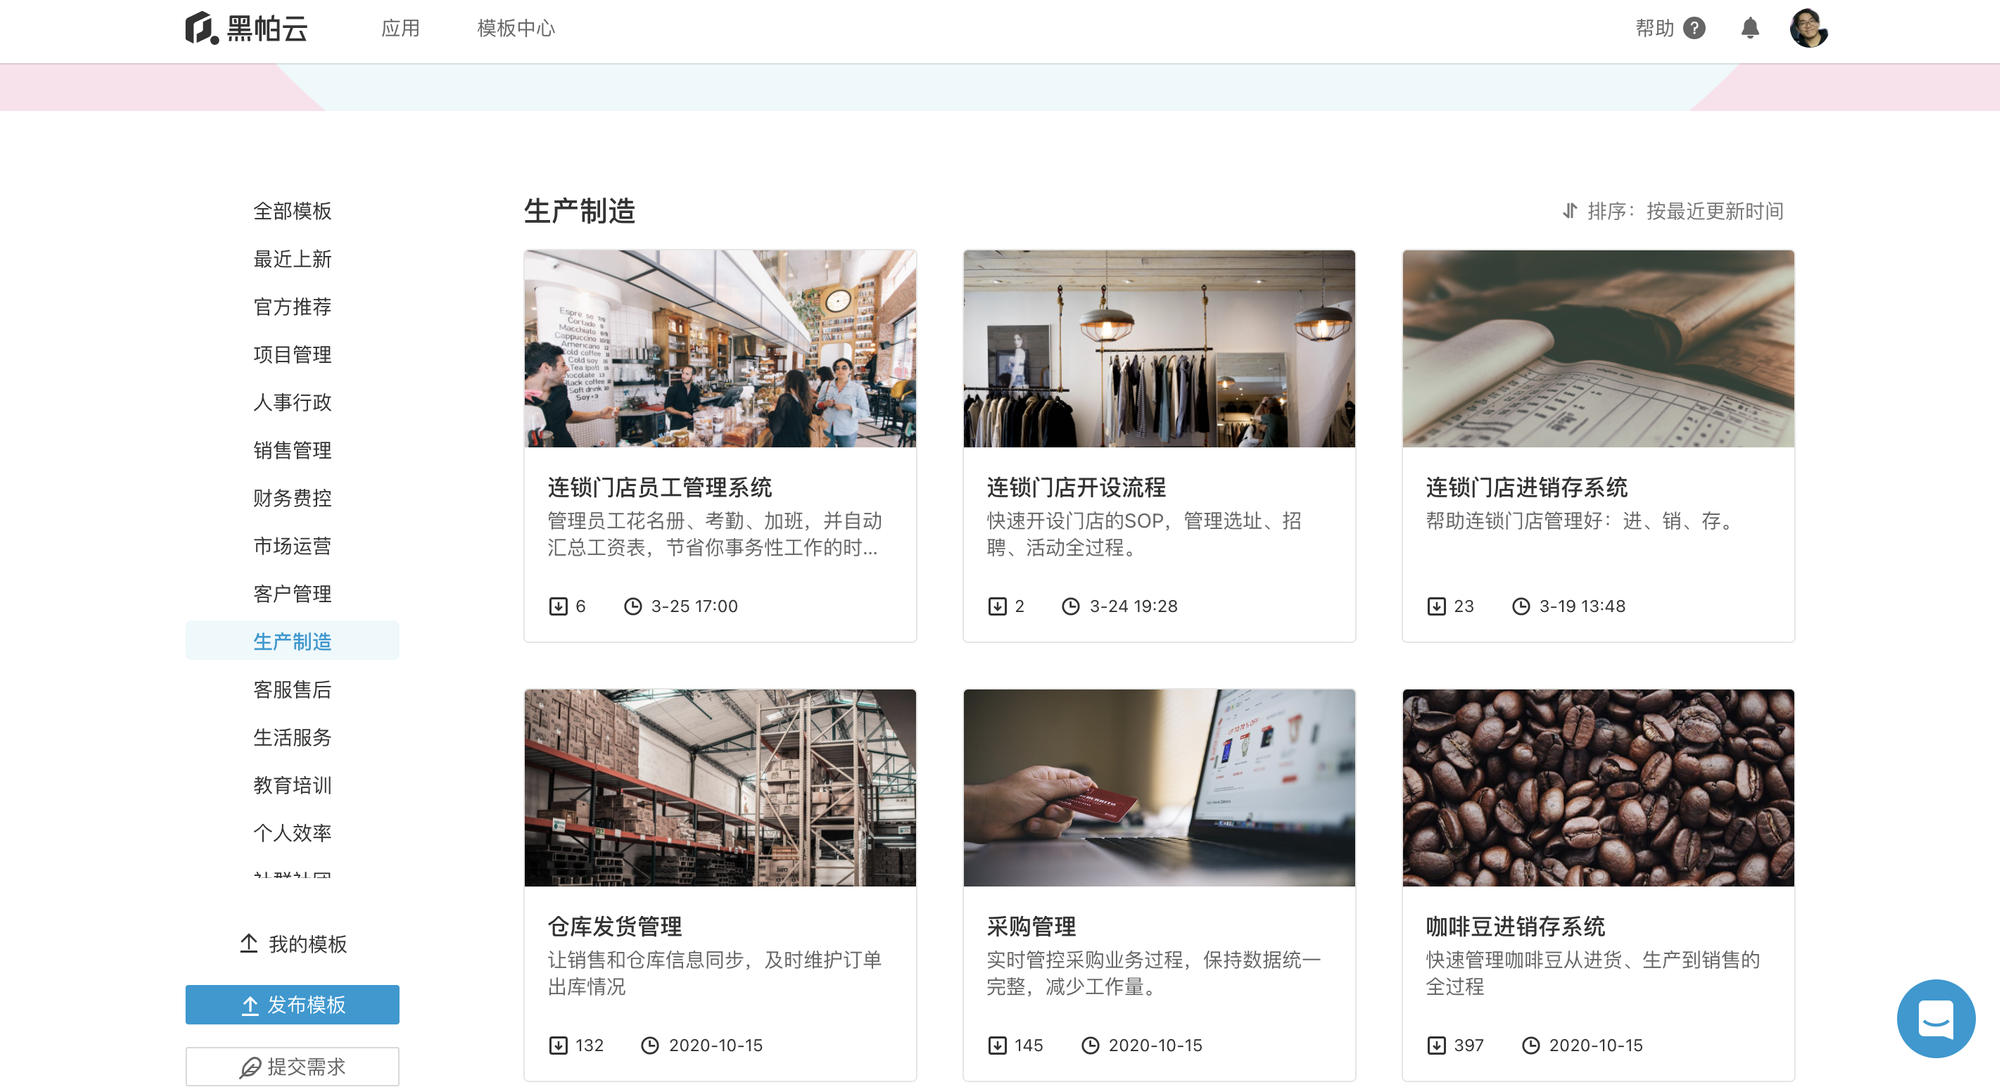 黑帕云
应用
模板中心
帮助
全部模板
最近上新
官方推荐
项目管理
人事行政
销售管理
财务费控
市场运营
客户管理
生产制造
客服售后
生活服务
教育培训
个人效率
我的模板
发布模板
提交需求
生产制造
排序：按最近更新时间
连锁门店员工管理系统
管理员工花名册、考勤、加班，并自动
汇总工资表，节省你事务性工作的时...
6 3-25 17:00
连锁门店开设流程
快速开设门店的SOP，管理选址、招
聘、活动全过程。
2 3-24 19:28
连锁门店进销存系统
帮助连锁门店管理好：进、销、存。
23 3-19 13:48
仓库发货管理
让销售和仓库信息同步，及时维护订单
出库情况
132 2020-10-15
采购管理
实时管控采购业务过程，保持数据统一
完整，减少工作量。
145 2020-10-15
咖啡豆进销存系统
快速管理咖啡豆从进货、生产到销售的
全过程
397 2020-10-15